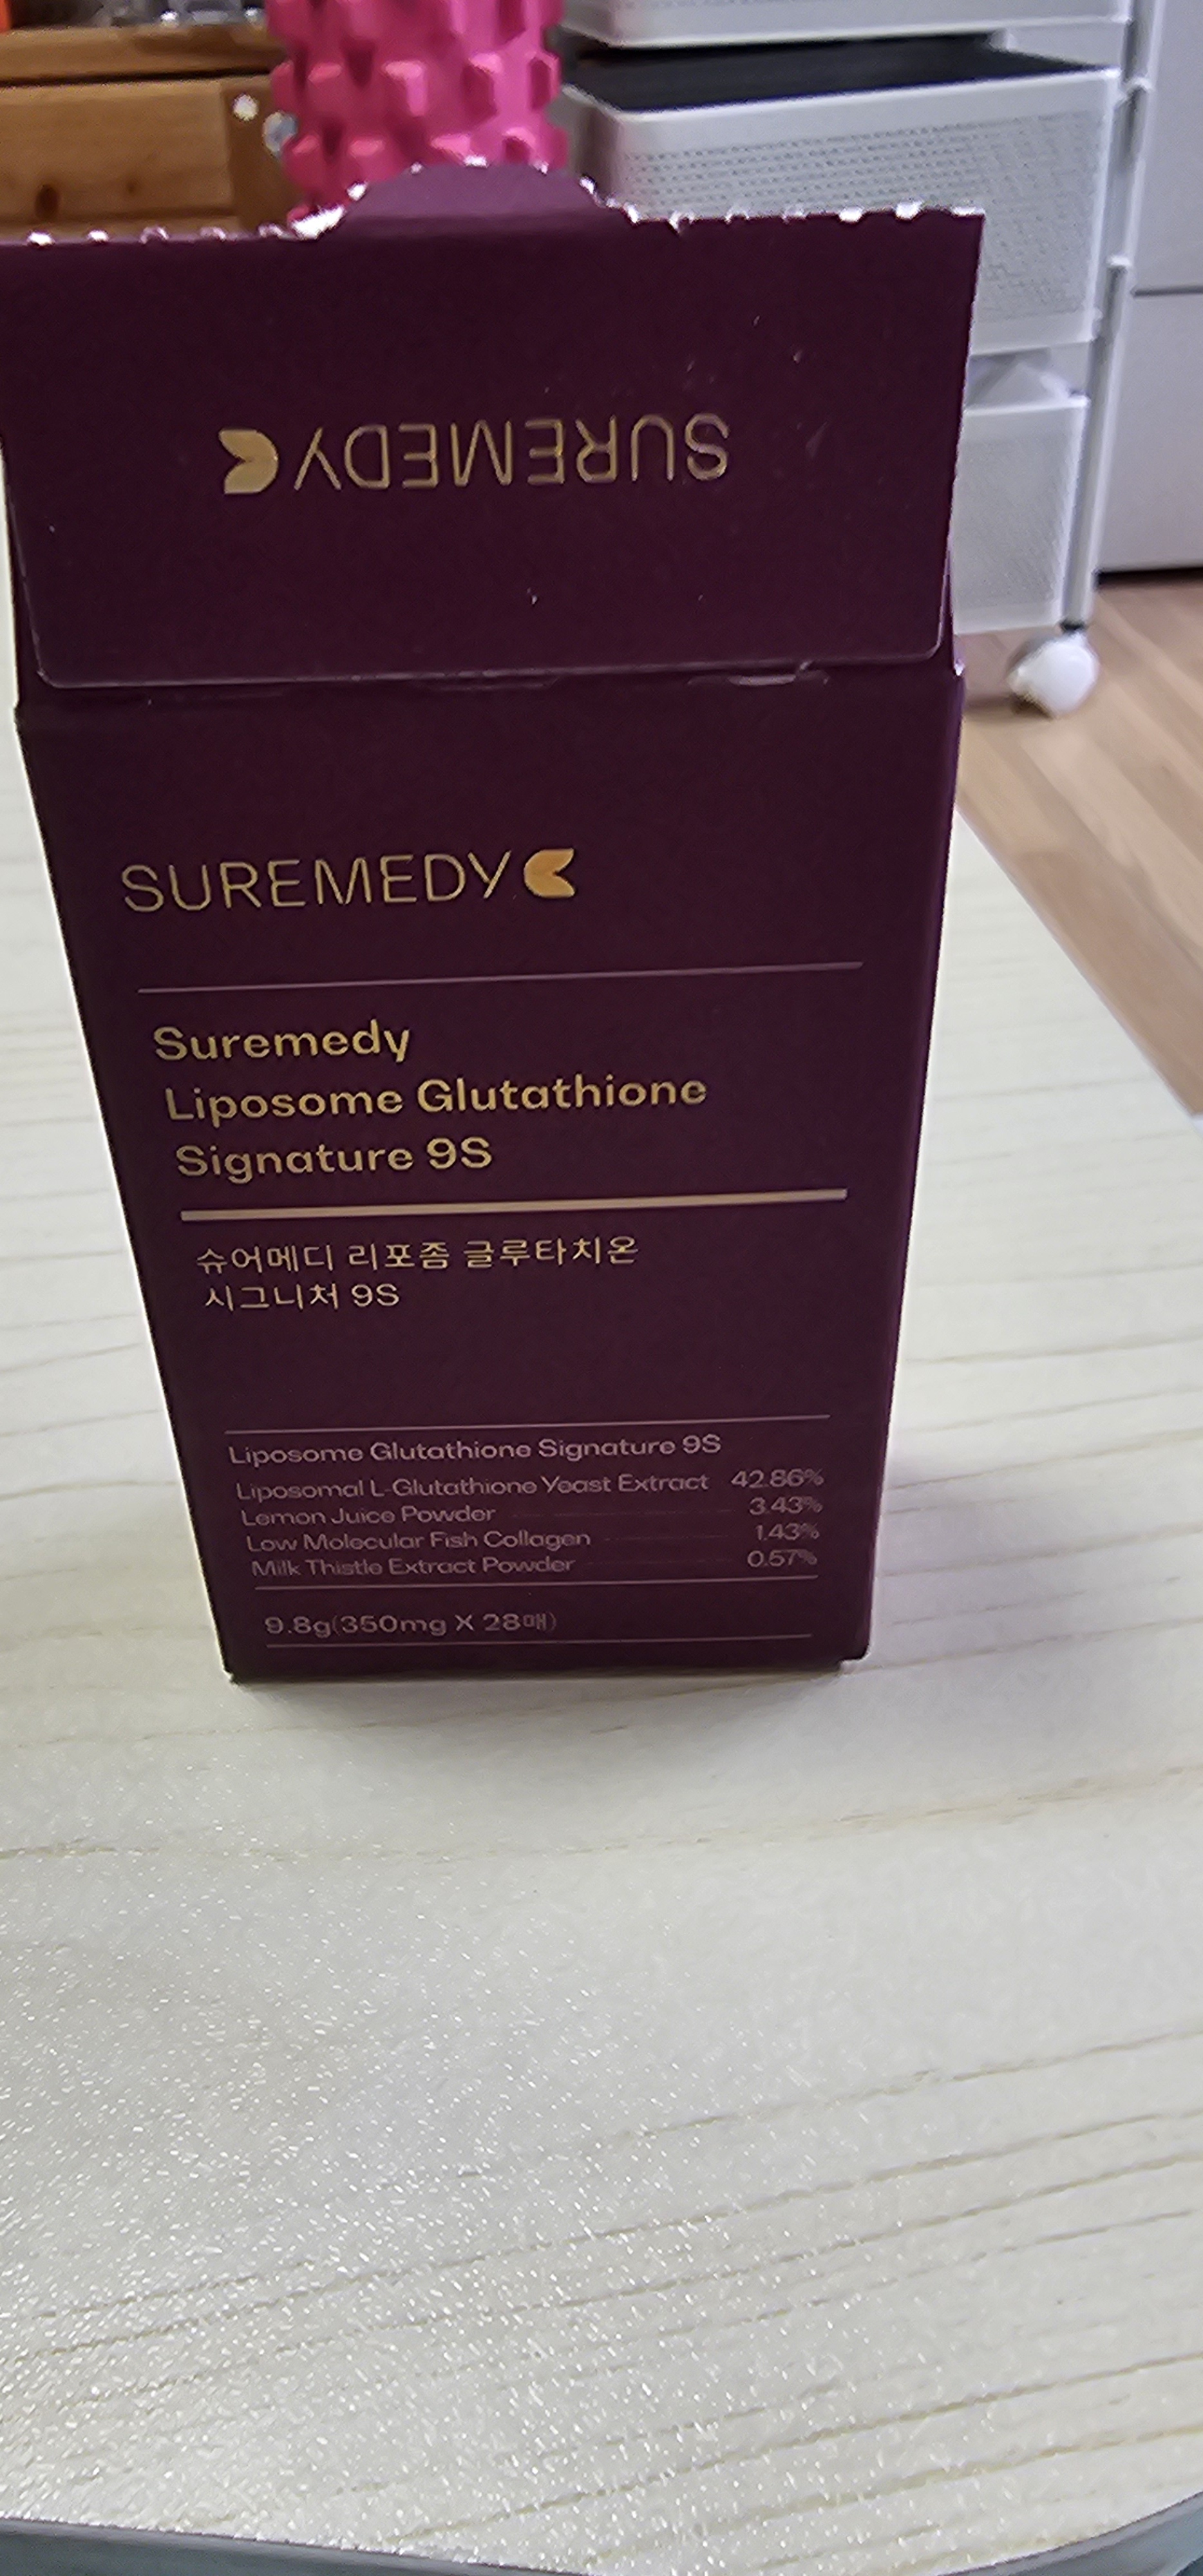 SUREMEDY
SUREMEDY
Suremedy
Liposome Glutathione
Signature 9S
슈어메디 리포좀 글루타치온
시그니처 9S
Liposome Glutathione Signature 9S
Liposomal L-Glutathione Yeast Extract 42.86%
Lemon Juice Powder 3.43%
Low Molecular Fish Collagen 1.43%
Milk Thistle Extract Powder 0.57%
9.8g(350mg X 28매)